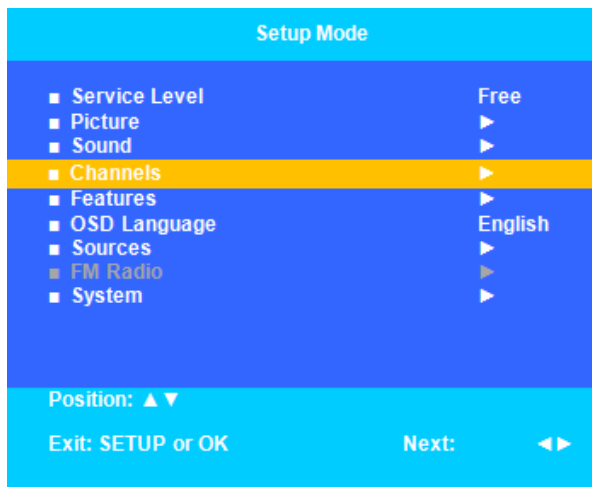 Setup Mode
■ Service Level Free
■ Picture ►
■ Sound ►
■ Channels ►
■ Features ►
■ OSD Language English
■ Sources ►
■ FM Radio ►
■ System ►
Position: ▲▼
Exit: SETUP or OK Next: ◄►